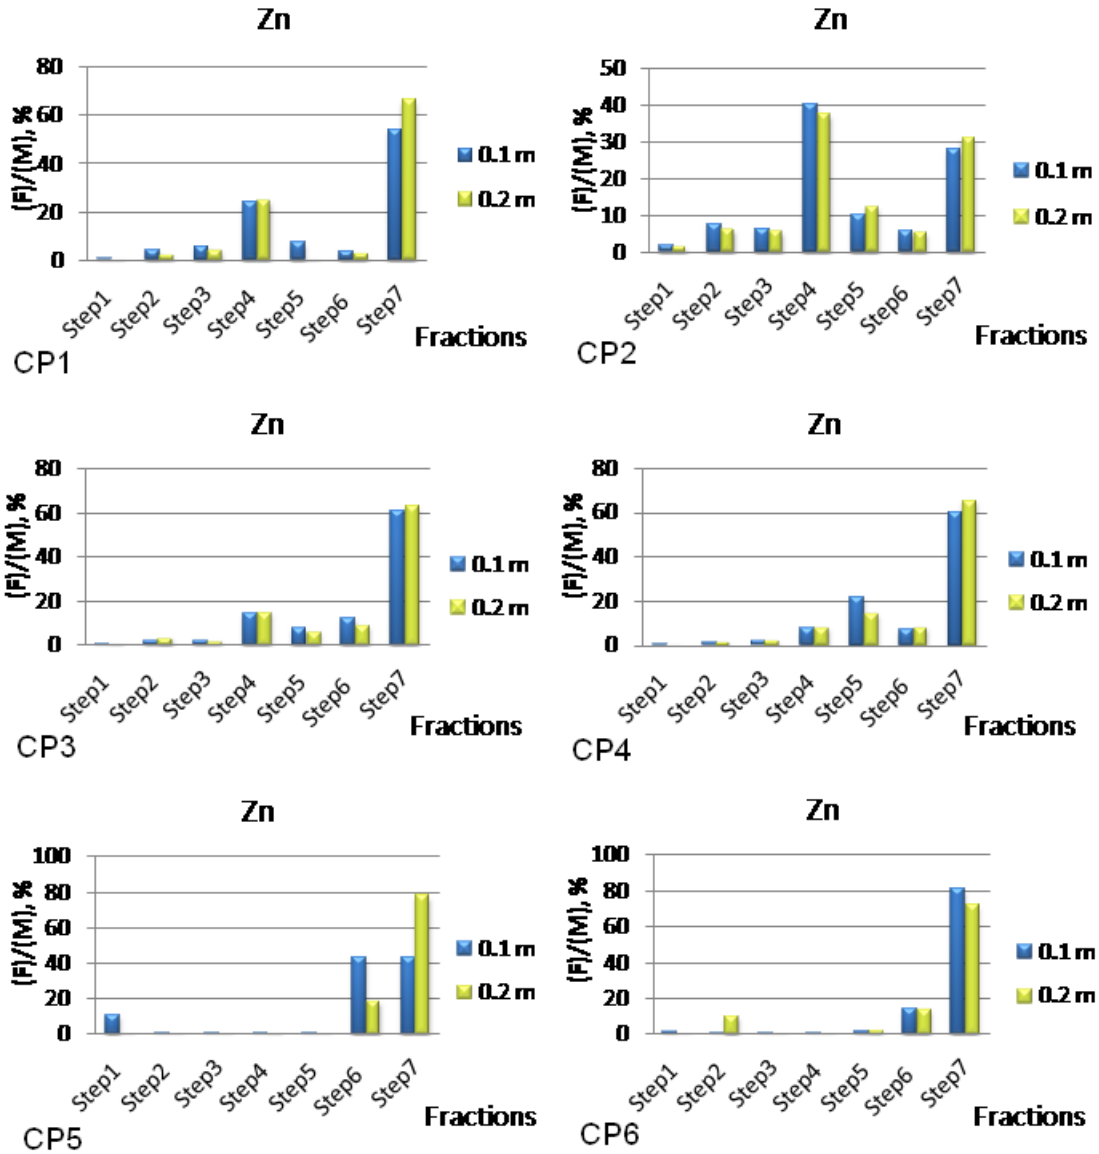 Zn
(F)/(M), %
80
60
40
20
0
Step1 Step2 Step3 Step4 Step5 Step6 Step7
Fractions
0.1 m
0.2 m
CP1
Zn
(F)/(M), %
50
40
30
20
10
0
Step1 Step2 Step3 Step4 Step5 Step6 Step7
Fractions
0.1 m
0.2 m
CP2
Zn
(F)/(M), %
80
60
40
20
0
Step1 Step2 Step3 Step4 Step5 Step6 Step7
Fractions
0.1 m
0.2 m
CP3
Zn
(F)/(M), %
80
60
40
20
0
Step1 Step2 Step3 Step4 Step5 Step6 Step7
Fractions
0.1 m
0.2 m
CP4
Zn
(F)/(M), %
100
80
60
40
20
0
Step1 Step2 Step3 Step4 Step5 Step6 Step7
Fractions
0.1 m
0.2 m
CP5
Zn
(F)/(M), %
100
80
60
40
20
0
Step1 Step2 Step3 Step4 Step5 Step6 Step7
Fractions
0.1 m
0.2 m
CP6